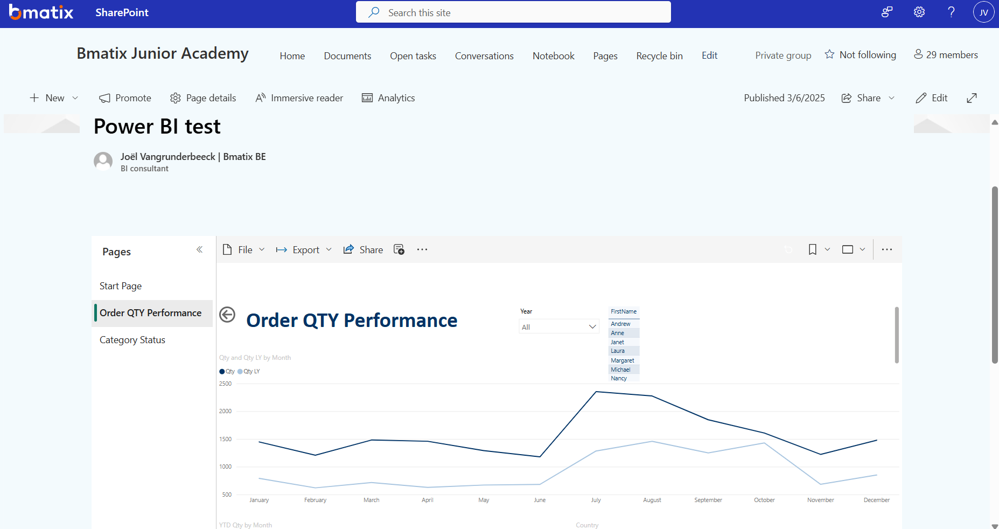 bmatix SharePoint Search this site JV
Bmatix Junior Academy Home Documents Open tasks Conversations Notebook Pages Recycle bin Edit Private group Not following 29 members
New Promote Page details Immersive reader Analytics Published 3/6/2025 Share Edit
Power BI test
Joël Vangrunderbeeck | Bmatix BE
BI consultant
Pages
Start Page
Order QTY Performance
Category Status
File Export Share
Order QTY Performance
Year
All
FirstName
Andrew
Anne
Janet
Laura
Margaret
Michael
Nancy
Qty and Qty LY by Month
Qty Qty LY
2500
2000
1500
1000
500
January February March April May June July August September October November December
YTD Qty by Month Country